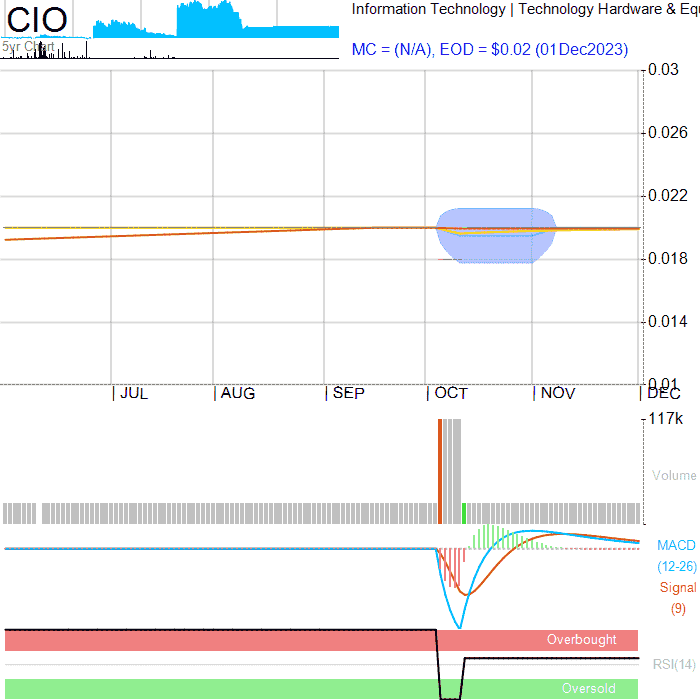 CIO
Information Technology | Technology Hardware & Equ
5yr Chart
MC = (N/A), EOD = $0.02 (01Dec2023)
0.03
0.026
0.022
0.018
0.014
0.01
| JUL | AUG | SEP | OCT | NOV | DEC
117k
Volume
MACD
(12-26)
Signal
(9)
Overbought
RSI(14)
Oversold